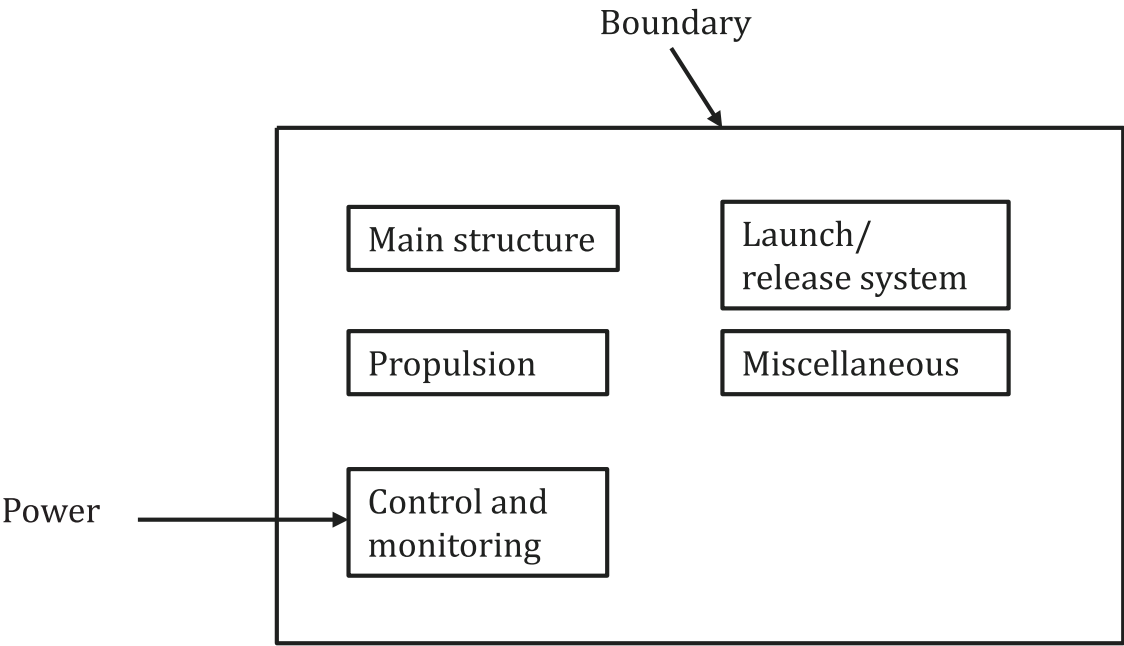 Boundary
Main structure
Launch/
release system
Propulsion
Miscellaneous
Power
Control and
monitoring